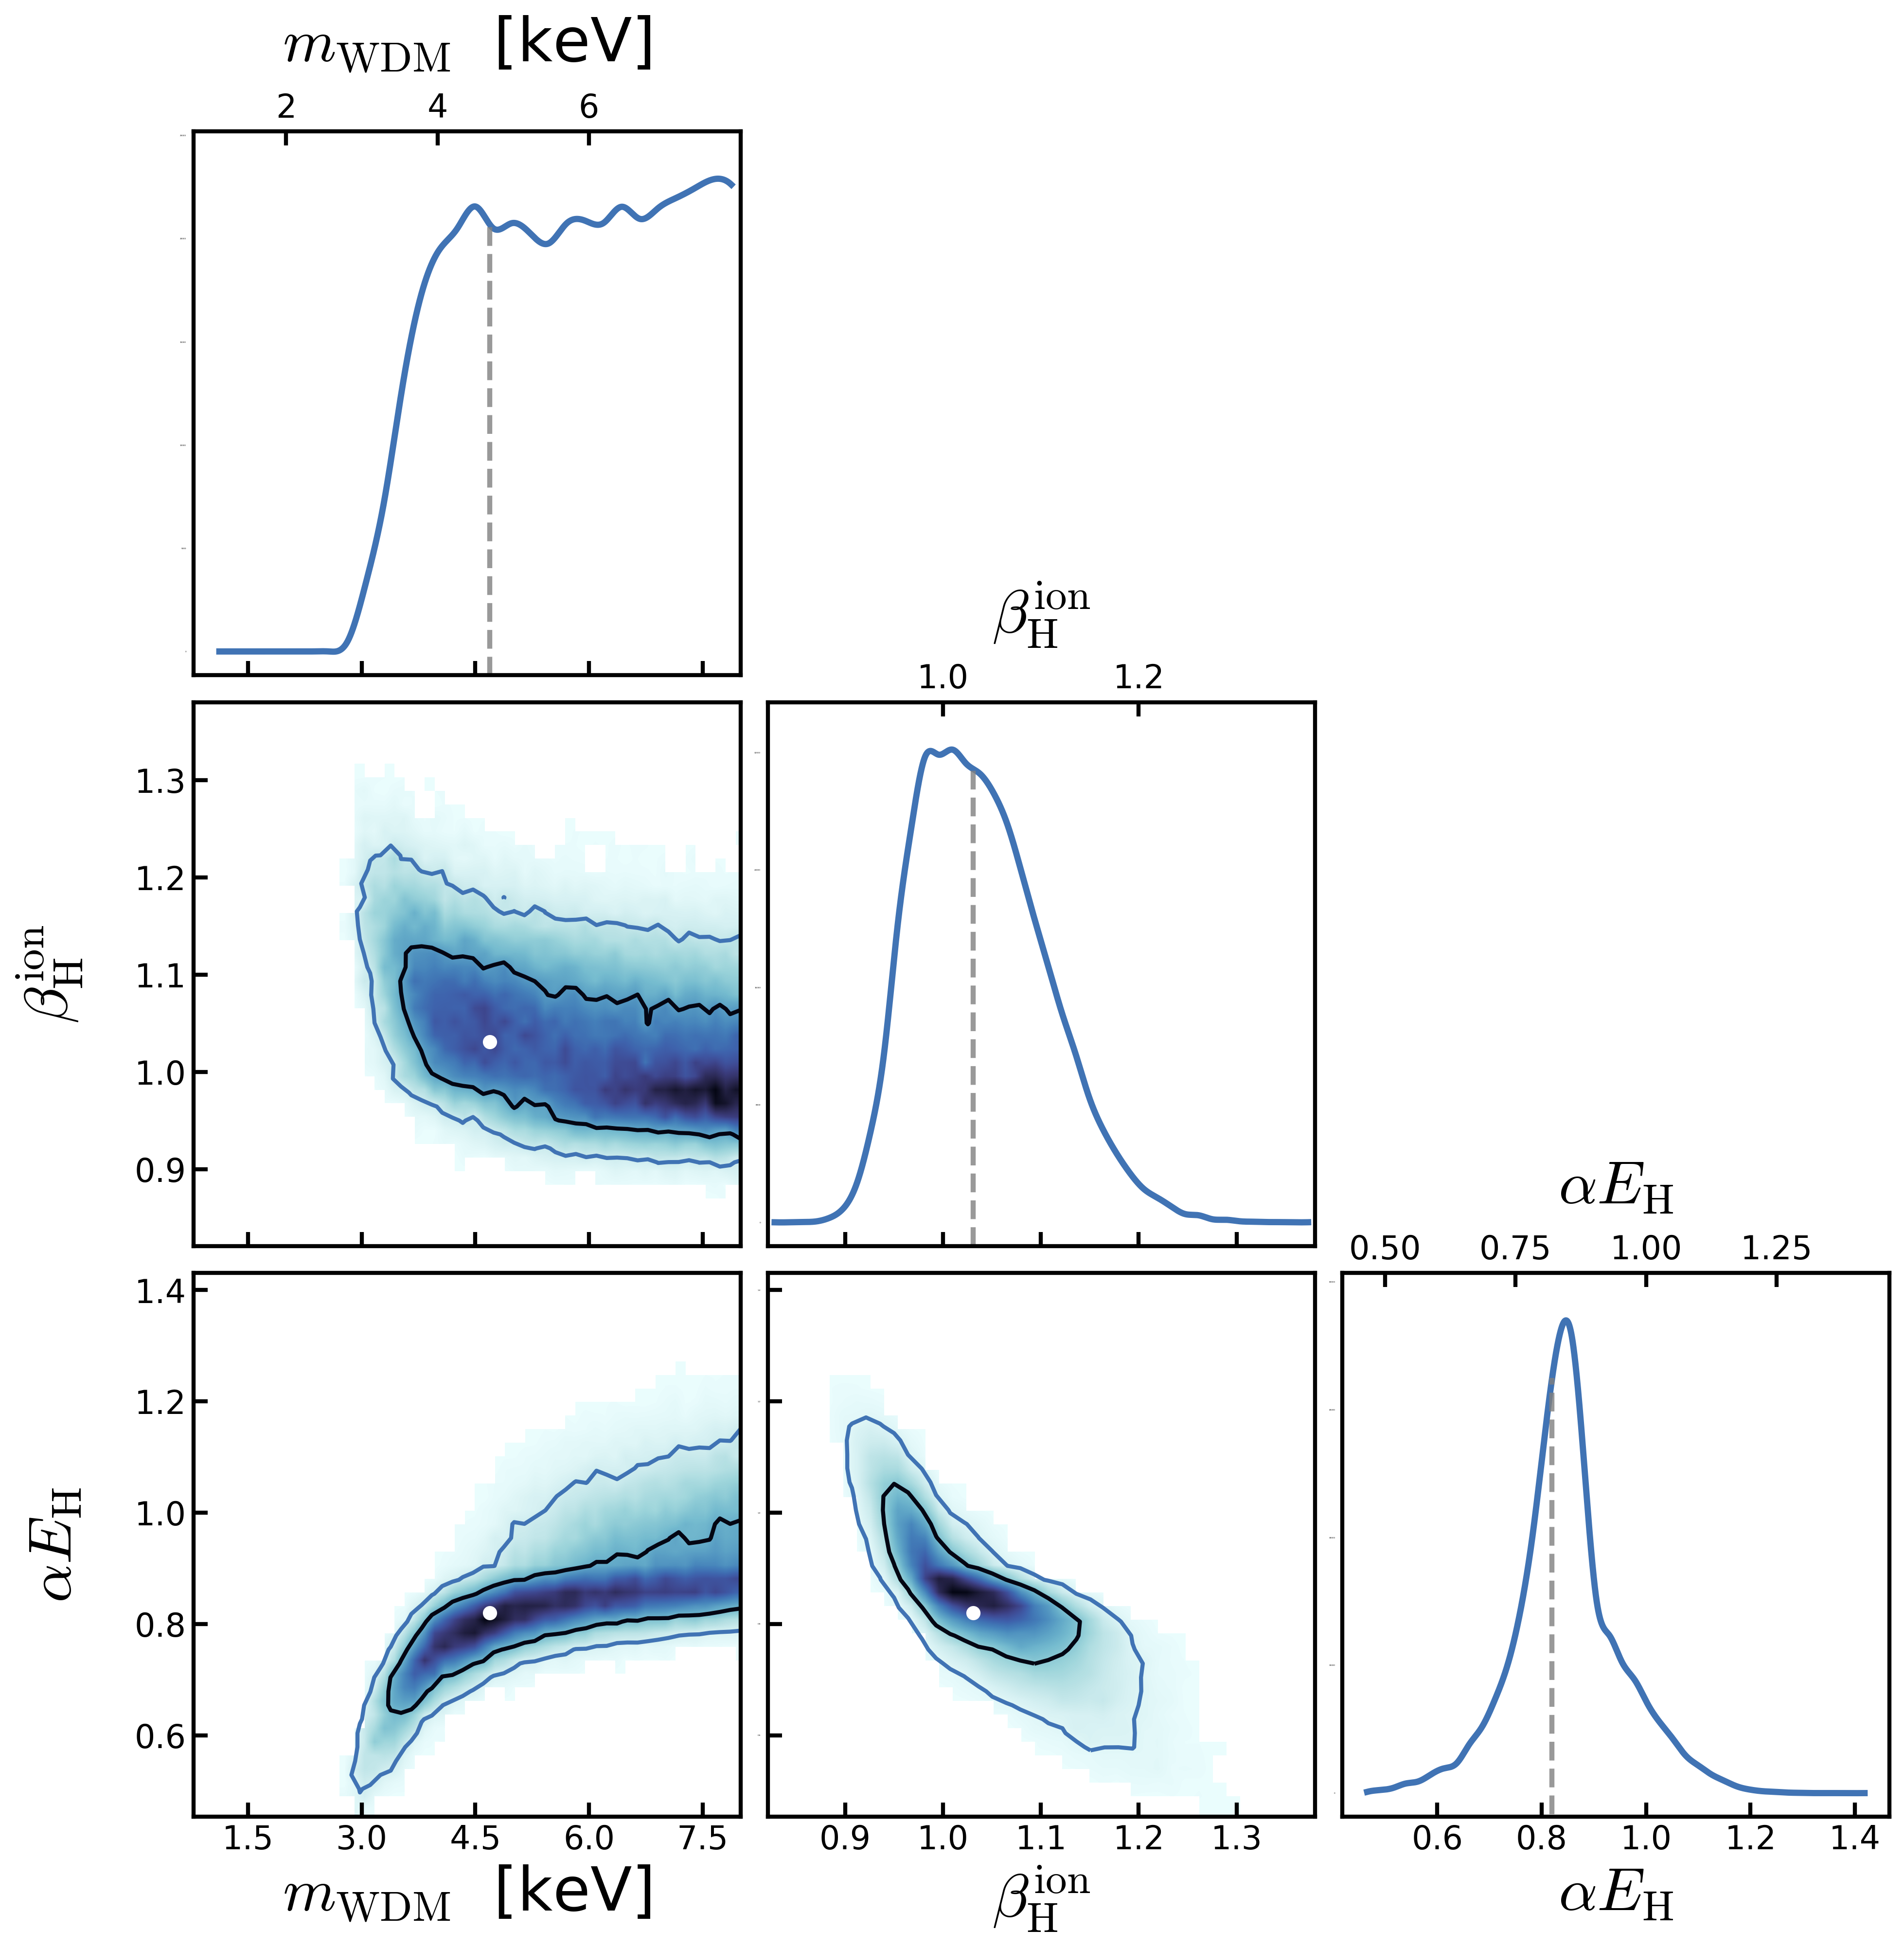 m_WDM [keV]
2 4 6
β_H^ion
1.0 1.2
1.3
1.2
1.1
1.0
0.9
β_H^ion
αE_H
0.50 0.75 1.00 1.25
1.4
1.2
1.0
0.8
0.6
αE_H
1.5 3.0 4.5 6.0 7.5
0.9 1.0 1.1 1.2 1.3
0.6 0.8 1.0 1.2 1.4
m_WDM [keV]
β_H^ion
αE_H